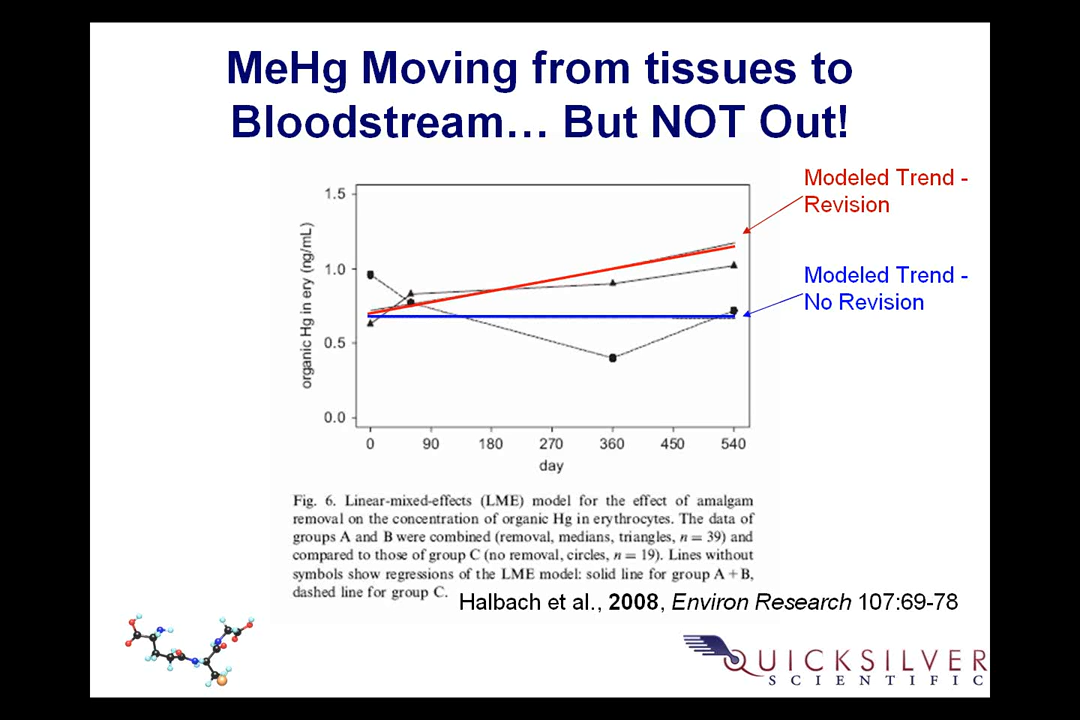 MeHg Moving from tissues to
Bloodstream… But NOT Out!
Modeled Trend -
Revision
Modeled Trend -
No Revision
organic Hg in ery (ng/mL)
1.5
1.0
0.5
0.0
0 90 180 270 360 450 540
day
Fig. 6. Linear-mixed-effects (LME) model for the effect of amalgam
removal on the concentration of organic Hg in erythrocytes. The data of
groups A and B were combined (removal, medians, triangles, n = 39) and
compared to those of group C (no removal, circles, n = 19). Lines without
symbols show regressions of the LME model: solid line for group A + B,
dashed line for group C.
Halbach et al., 2008, Environ Research 107:69-78
QUICKSILVER
SCIENTIFIC